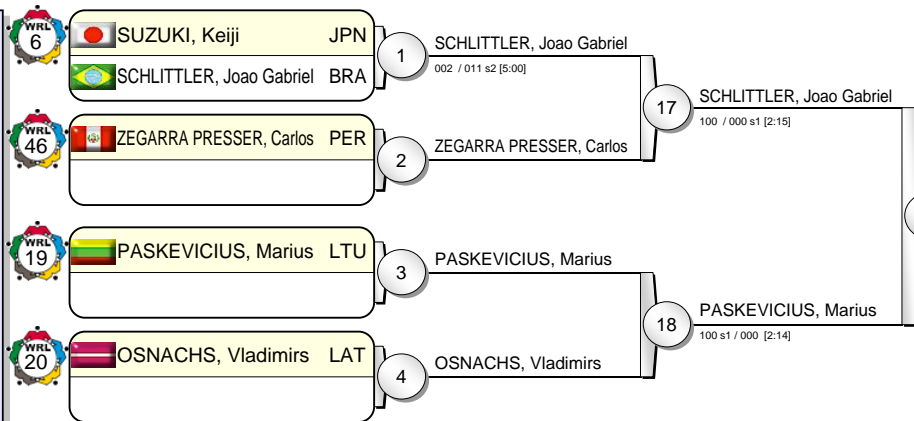 WRL
6
SUZUKI, Keiji JPN
SCHLITTLER, Joao Gabriel BRA
1
SCHLITTLER, Joao Gabriel
002 / 011 s2 [5:00]
WRL
46
ZEGARRA PRESSER, Carlos PER
2
ZEGARRA PRESSER, Carlos
17
SCHLITTLER, Joao Gabriel
100 / 000 s1 [2:15]
WRL
19
PASKEVICIUS, Marius LTU
3
PASKEVICIUS, Marius
WRL
20
OSNACHS, Vladimirs LAT
4
OSNACHS, Vladimirs
18
PASKEVICIUS, Marius
100 s1 / 000 [2:14]